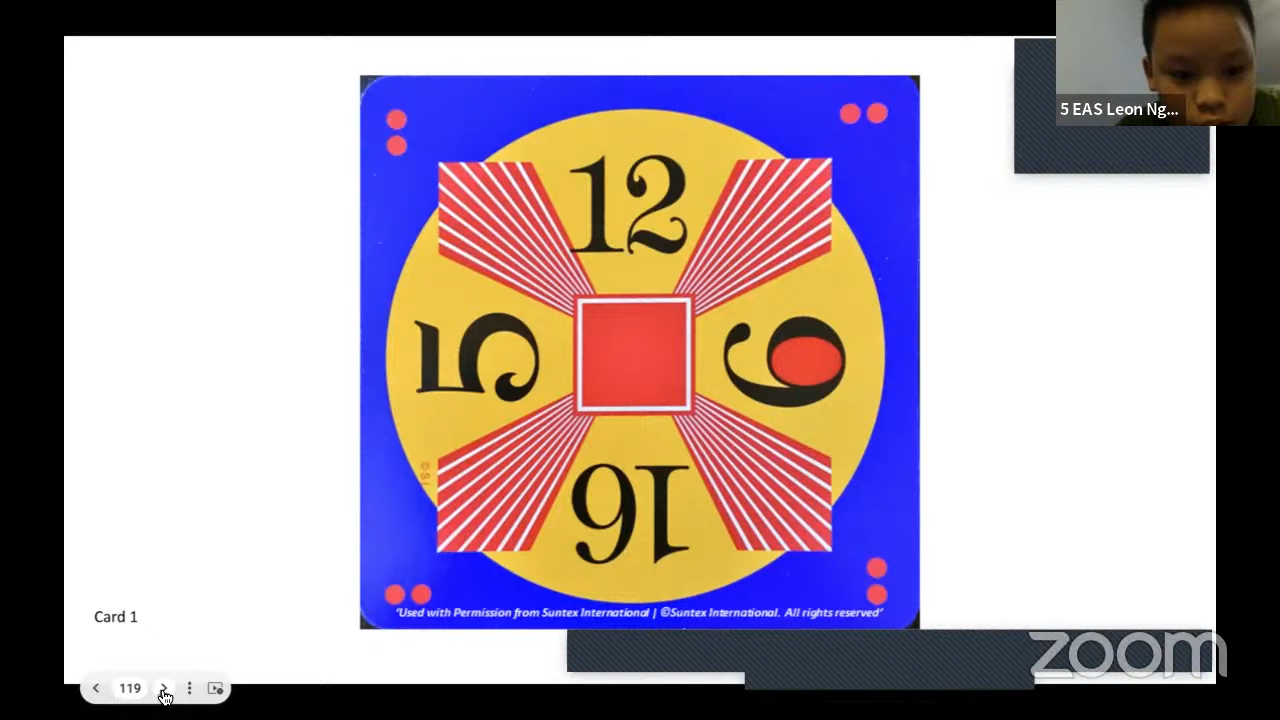 5 EAS Leon Ng...
12
5
9
16
'Used with Permission from Suntex International | ©Suntex International. All rights reserved'
Card 1
119
zoom